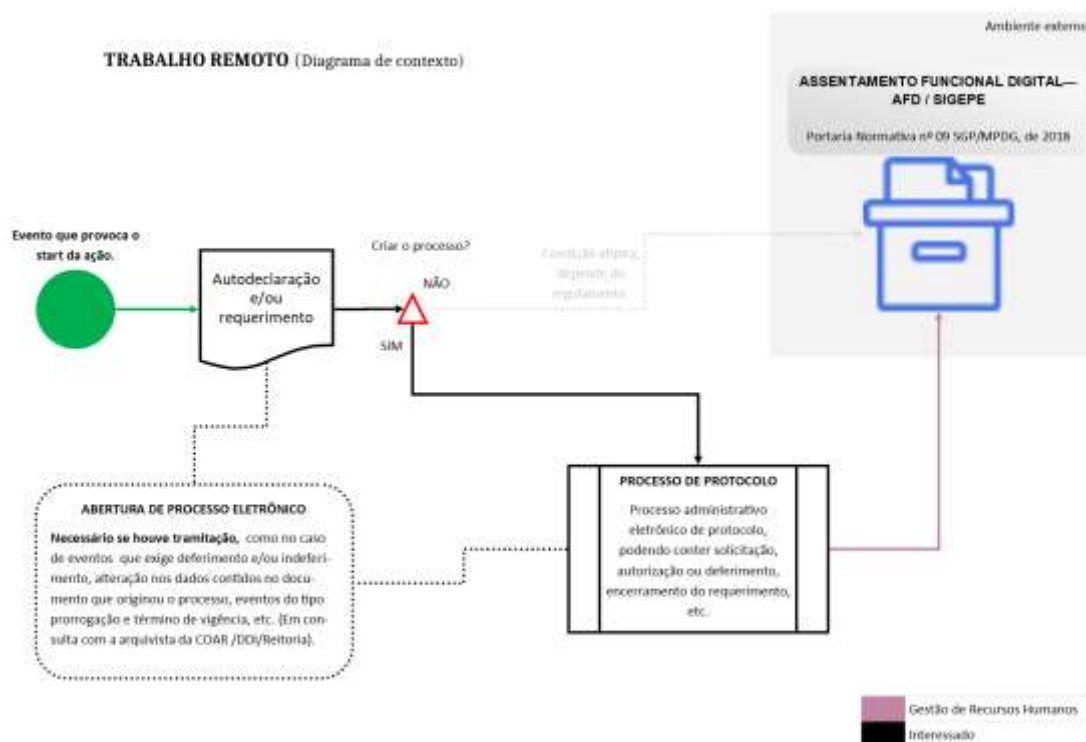 Ambiente externo
TRABALHO REMOTO (Diagrama de contexto)
ASSENTAMENTO FUNCIONAL DIGITAL—
AFD / SIGEPE
Portaria Normativa nº 09 SGP/MPDG, de 2018
Evento que provoca o
start da ação.
Autodeclaração
e/ou
requerimento
Criar o processo?
NÃO
SIM
Condição atípica,
depende do
regulamento.
ABERTURA DE PROCESSO ELETRÔNICO
Necessário se houve tramitação, como no caso
de eventos que exige deferimento e/ou indeferi-
mento, alteração nos dados contidos no docu-
mento que originou o processo, eventos do tipo
prorrogação e término de vigência, etc. (Em con-
sulta com a arquivista da COAR /DDI/Reitoria).
PROCESSO DE PROTOCOLO
Processo administrativo
eletrônico de protocolo,
podendo conter solicitação,
autorização ou deferimento,
encerramento do requerimento,
etc.
Gestão de Recursos Humanos
Interessado